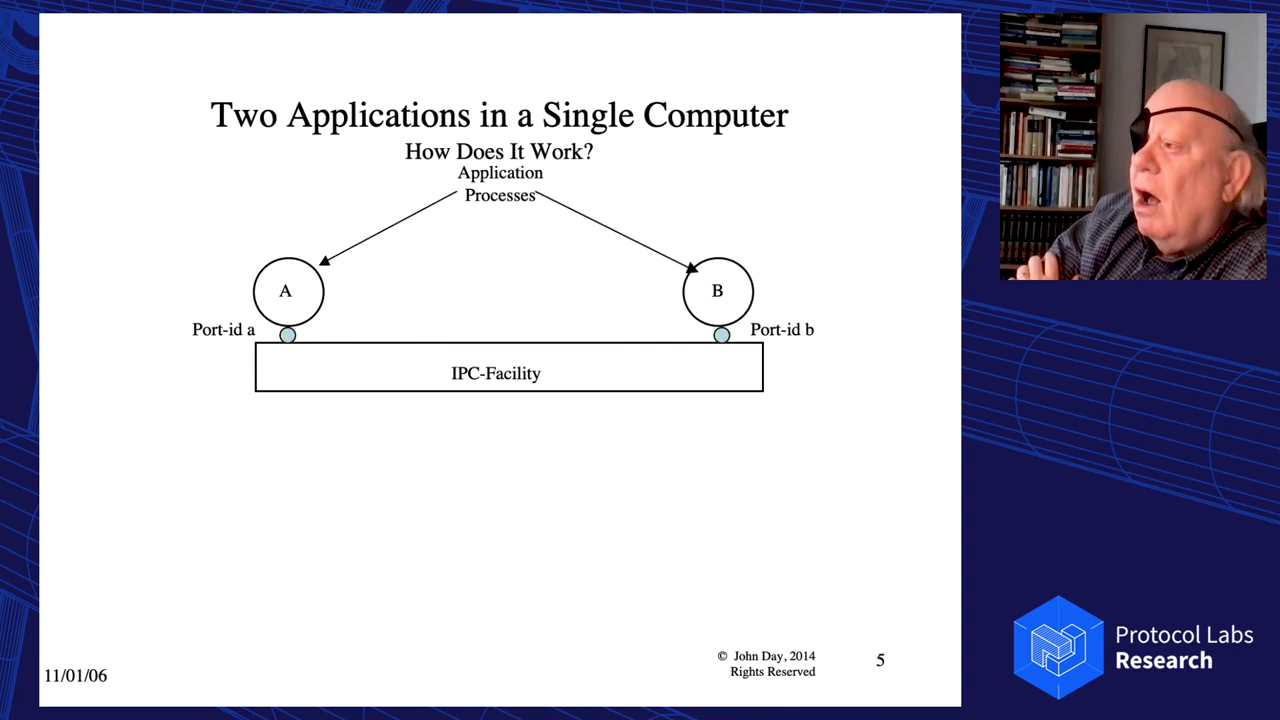 Two Applications in a Single Computer
How Does It Work?
Application
Processes
A
B
Port-id a
Port-id b
IPC-Facility
11/01/06
© John Day, 2014
Rights Reserved
5
Protocol Labs
Research